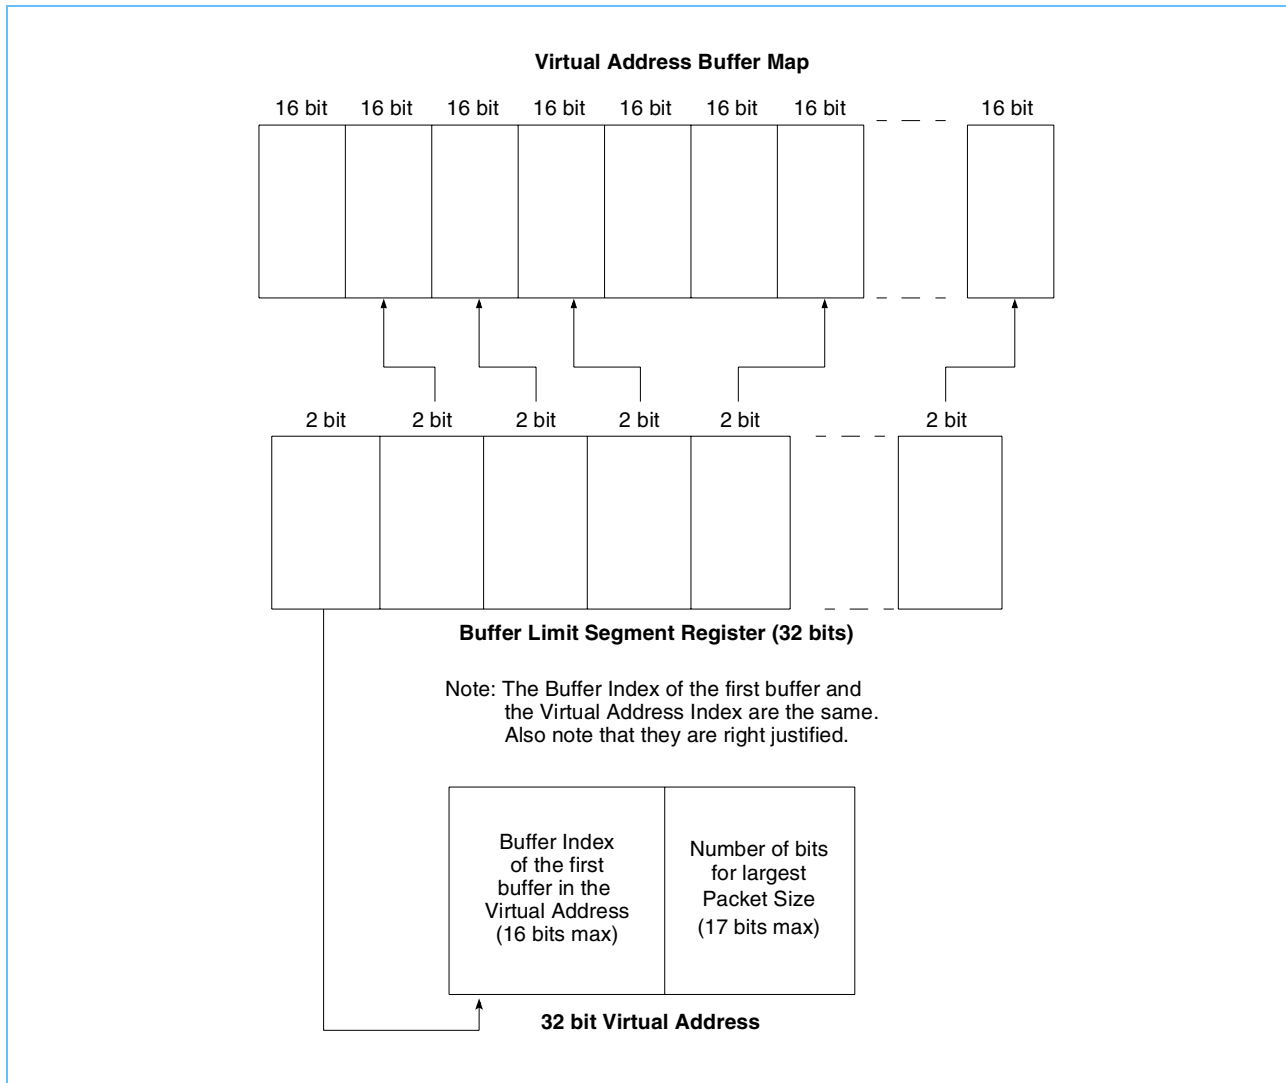 Virtual Address Buffer Map
16 bit 16 bit 16 bit 16 bit 16 bit 16 bit 16 bit 16 bit
2 bit 2 bit 2 bit 2 bit 2 bit 2 bit
Buffer Limit Segment Register (32 bits)
Note: The Buffer Index of the first buffer and
the Virtual Address Index are the same.
Also note that they are right justified.
Buffer Index
of the first
buffer in the
Virtual Address
(16 bits max)
Number of bits
for largest
Packet Size
(17 bits max)
32 bit Virtual Address